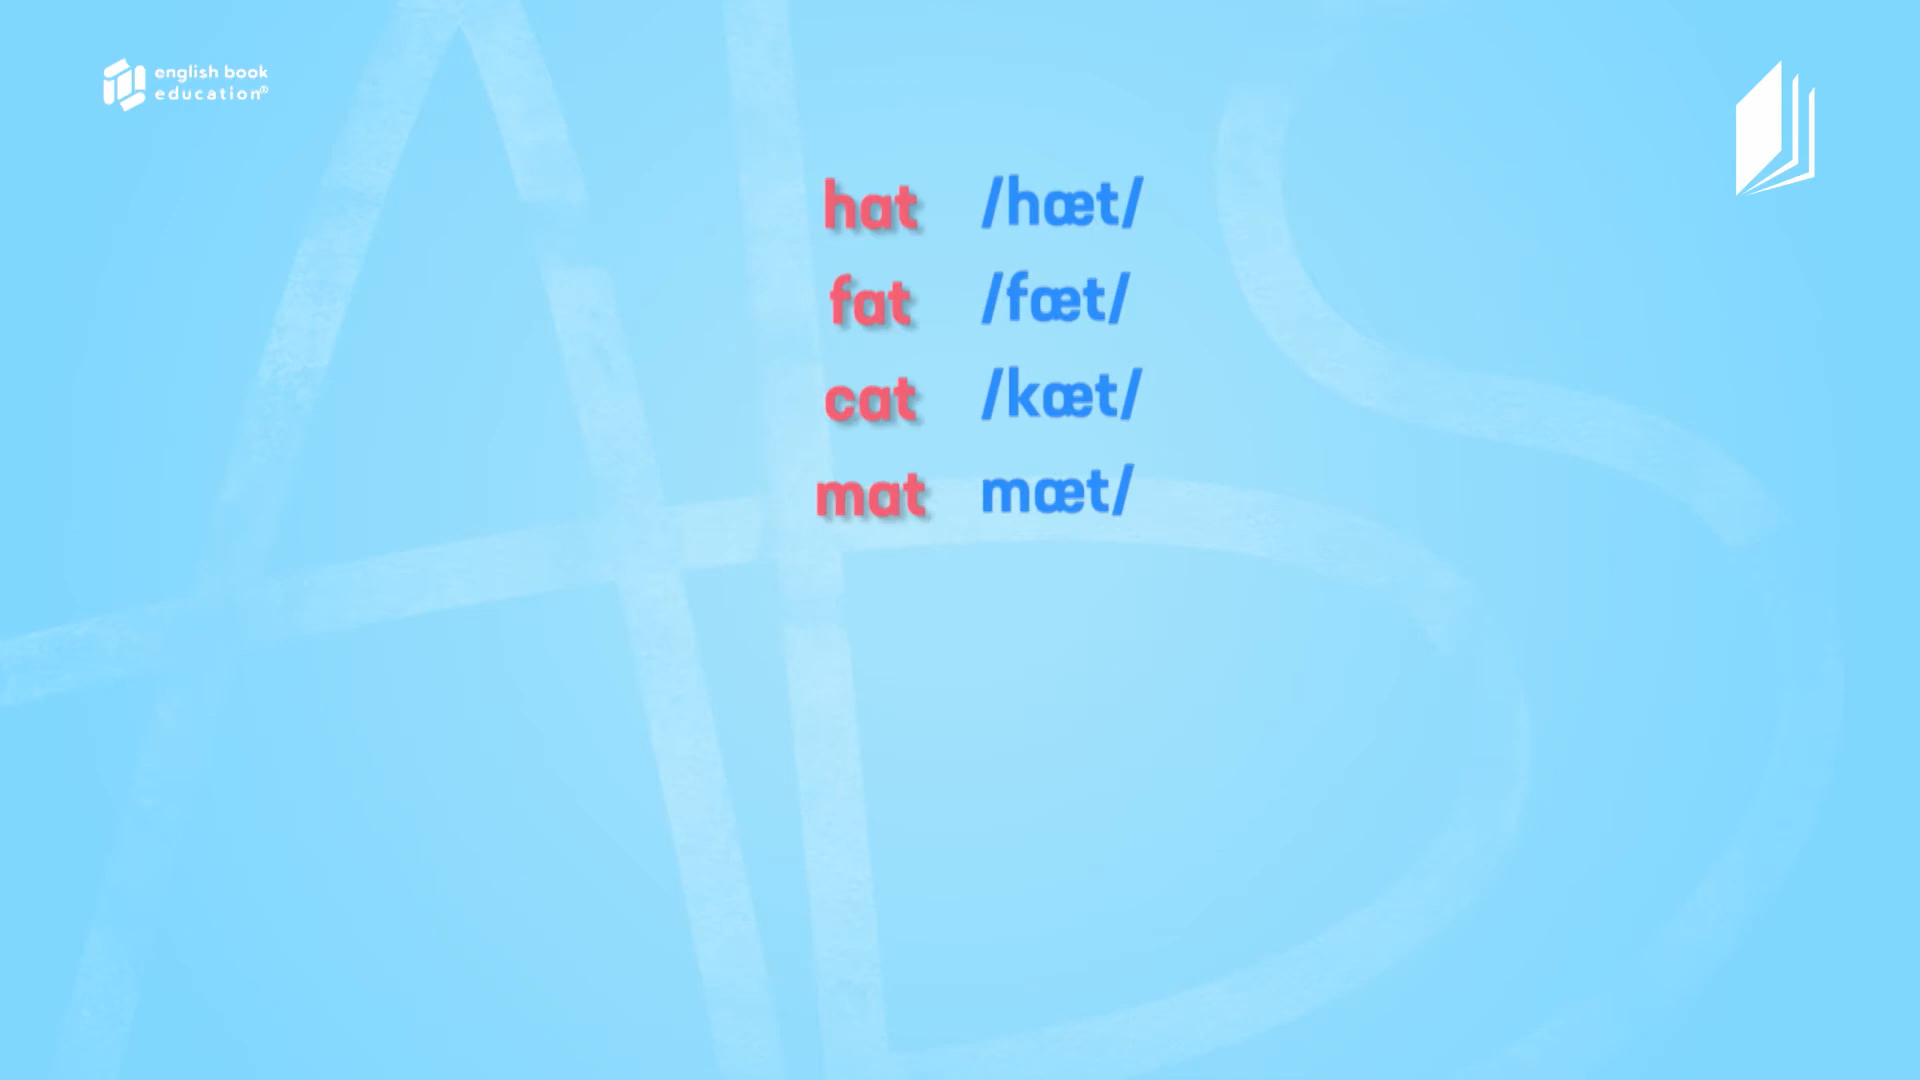 english book
education®
hat /hæt/
fat /fæt/
cat /kæt/
mat mæt/